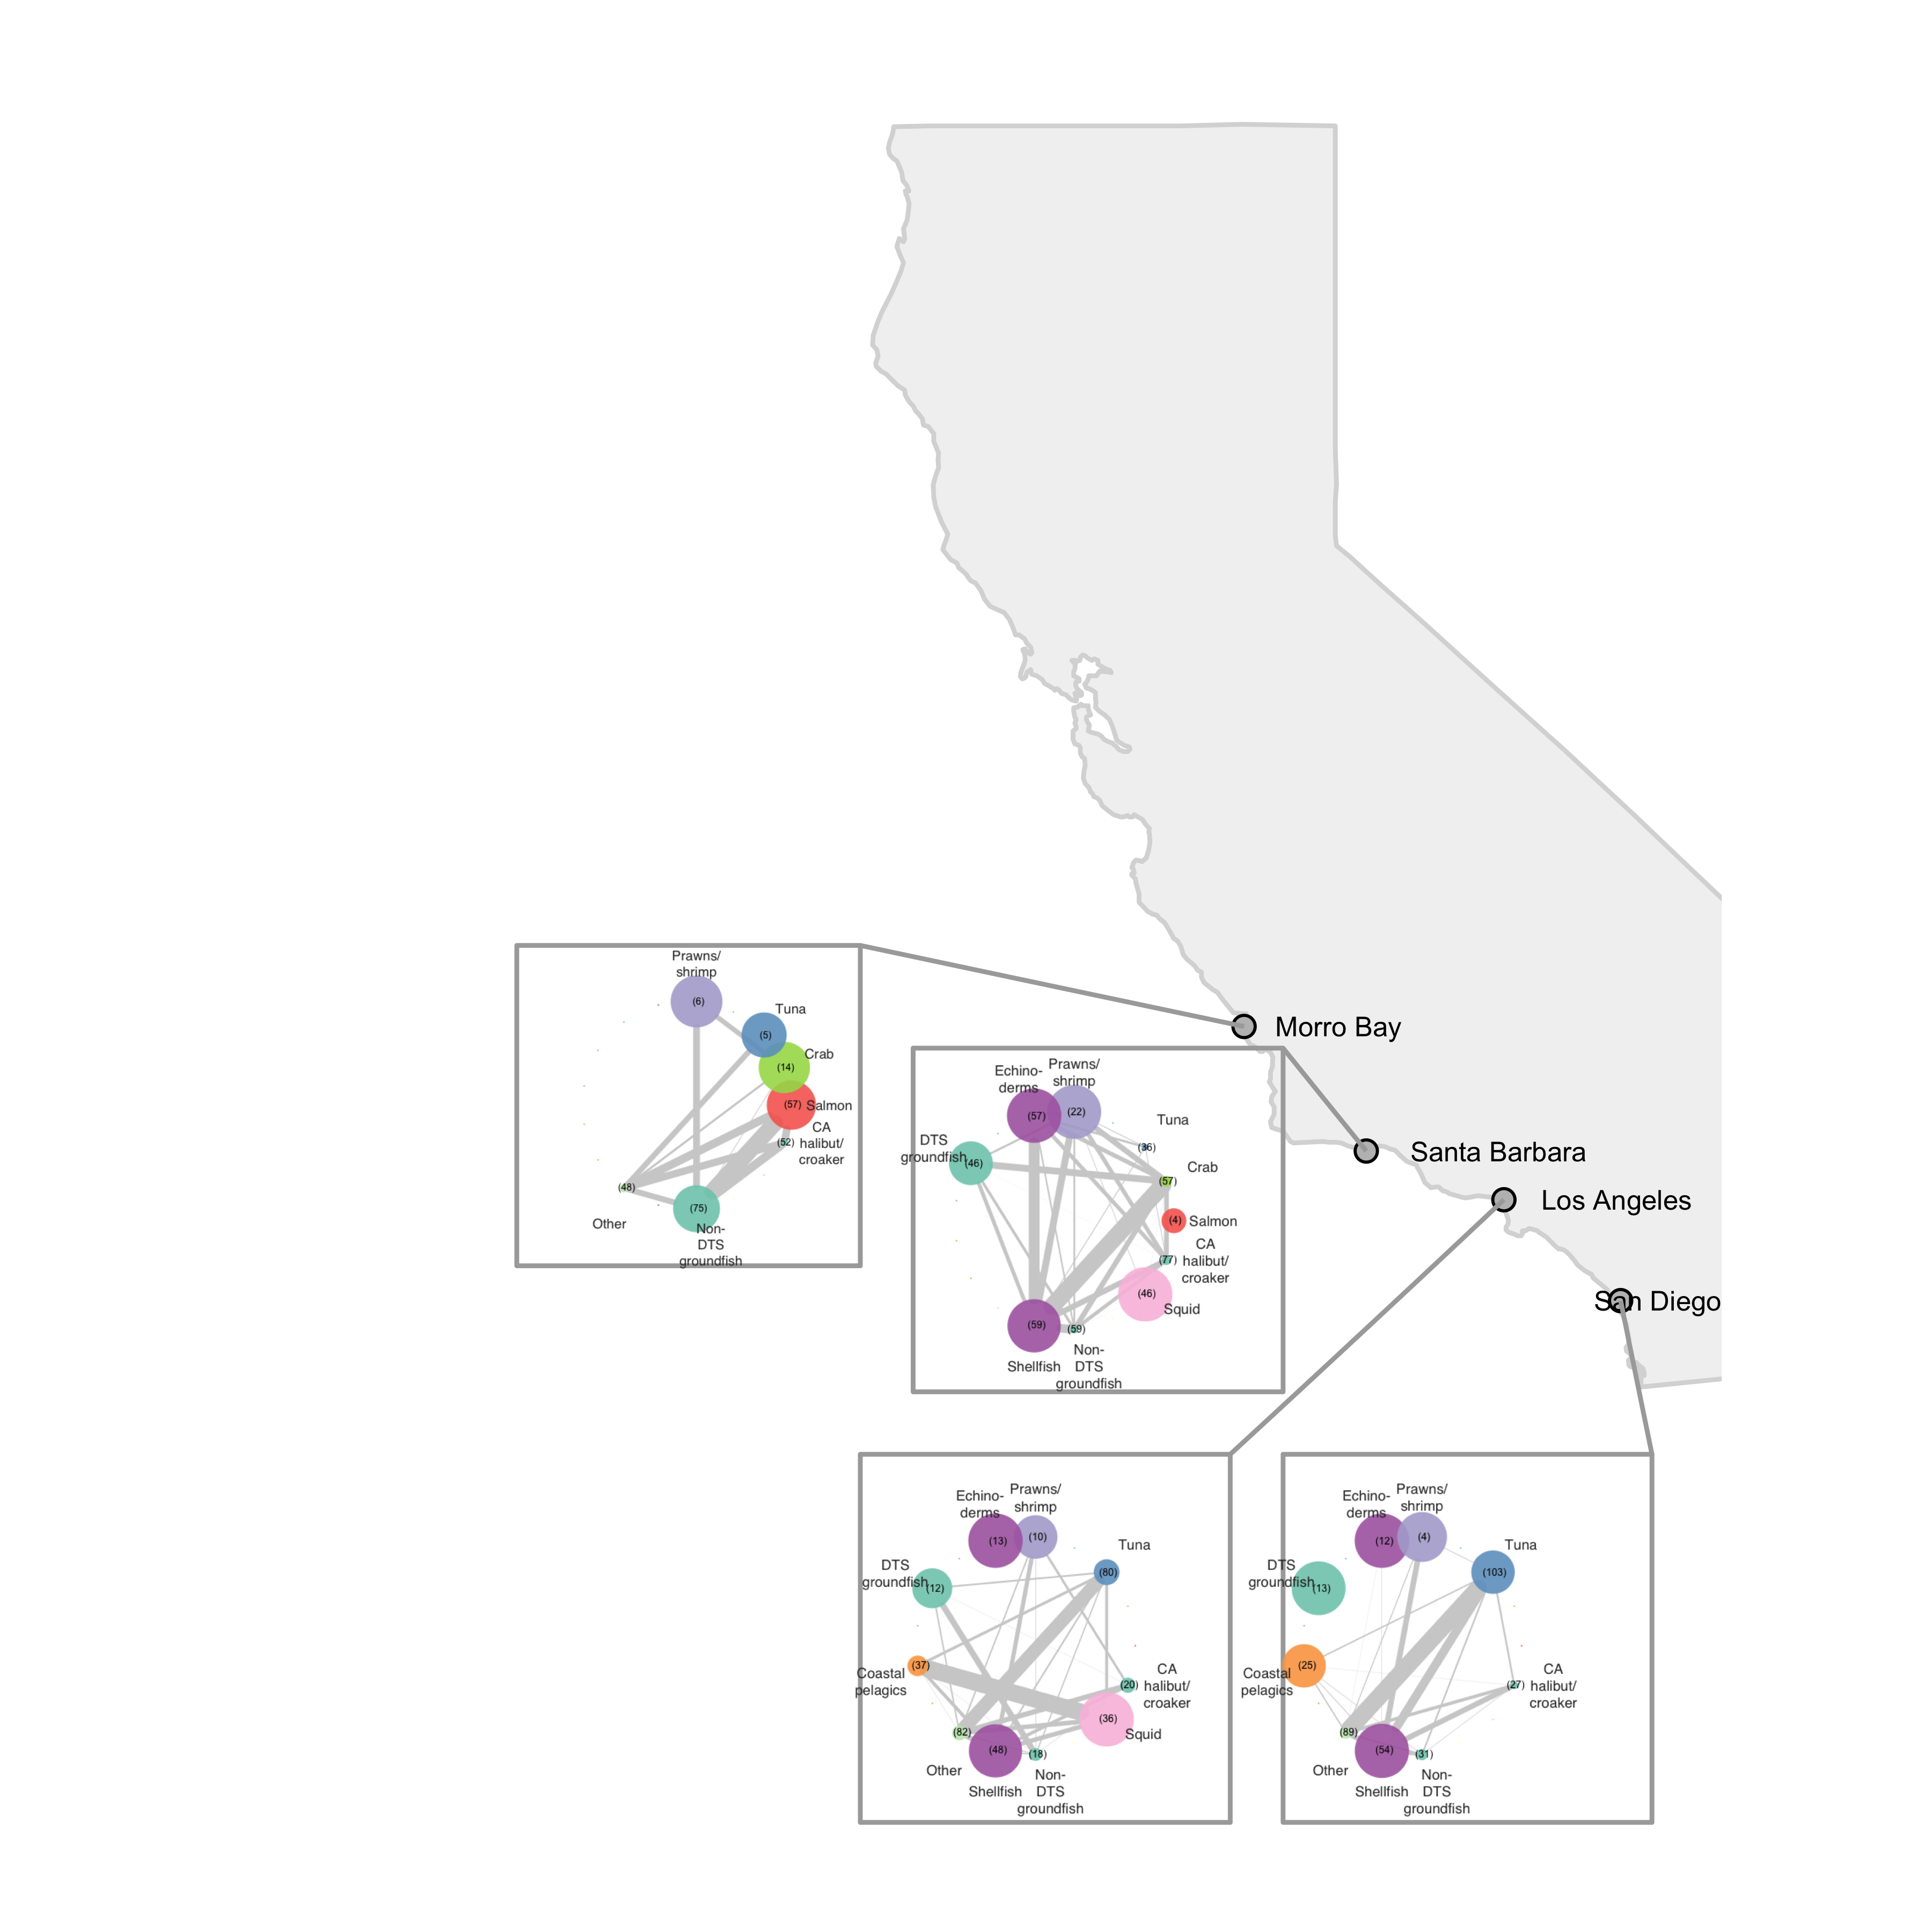 Prawns/
shrimp
(6)
Tuna
(5)
Crab
(14)
(57)
Salmon
CA
halibut/
croaker
(52)
(48)
Other
(75)
Non-
DTS
groundfish
Morro Bay
Echino-
derms
Prawns/
shrimp
(57)
(22)
Tuna
(36)
DTS
groundfish
(46)
Crab
(57)
(4)
Salmon
CA
halibut/
croaker
(77)
(46)
Squid
(59)
(59)
Shellfish
Non-
DTS
groundfish
Santa Barbara
Los Angeles
San Diego
Echino-
derms
Prawns/
shrimp
(13)
(10)
Tuna
(80)
DTS
groundfish
(12)
(37)
Coastal
pelagics
CA
halibut/
croaker
(20)
(36)
Squid
(82)
(48)
(18)
Other
Shellfish
Non-
DTS
groundfish
Echino-
derms
Prawns/
shrimp
(12)
(4)
Tuna
(103)
DTS
groundfish
(13)
(25)
Coastal
pelagics
CA
halibut/
croaker
(27)
(89)
(54)
(31)
Other
Shellfish
Non-
DTS
groundfish